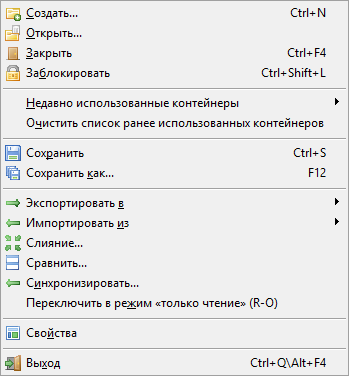 Создать... Ctrl+N
Открыть...
Закрыть Ctrl+F4
Заблокировать Ctrl+Shift+L
Недавно использованные контейнеры
Очистить список ранее использованных контейнеров
Сохранить Ctrl+S
Сохранить как... F12
Экспортировать в
Импортировать из
Слияние...
Сравнить...
Синхронизировать...
Переключить в режим «только чтение» (R-O)
Свойства
Выход Ctrl+Q\Alt+F4